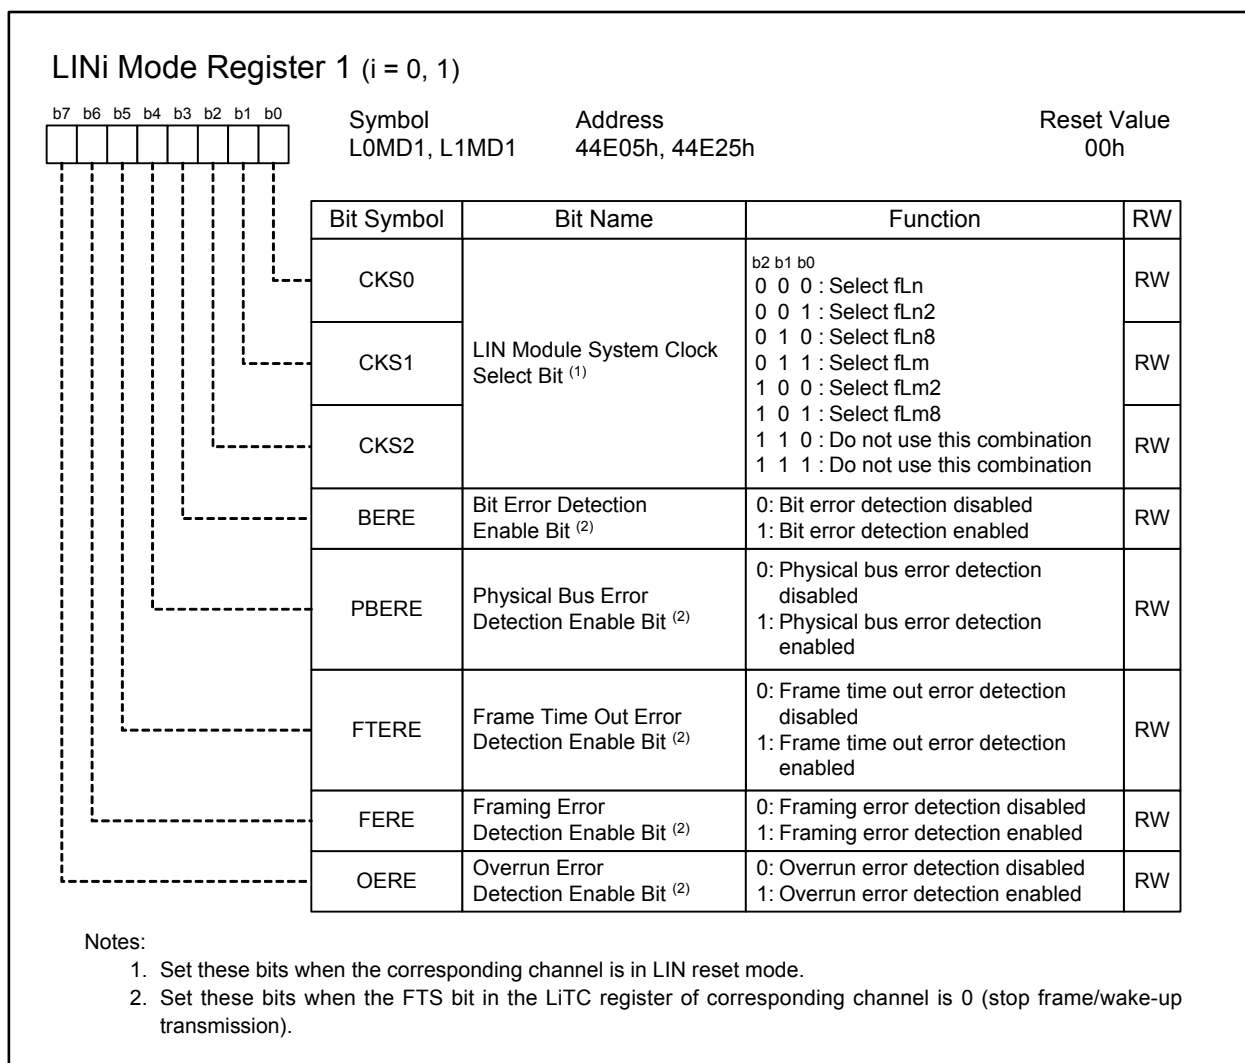 LINi Mode Register 1 (i = 0, 1)
b7 b6 b5 b4 b3 b2 b1 b0
Symbol Address Reset Value
L0MD1, L1MD1 44E05h, 44E25h 00h
Bit Symbol Bit Name Function RW
CKS0 RW
CKS1 RW
CKS2 RW
LIN Module System Clock
Select Bit (1)
b2 b1 b0
0 0 0 : Select fLn
0 0 1 : Select fLn2
0 1 0 : Select fLn8
0 1 1 : Select fLm
1 0 0 : Select fLm2
1 0 1 : Select fLm8
1 1 0 : Do not use this combination
1 1 1 : Do not use this combination
BERE
Bit Error Detection
Enable Bit (2)
0: Bit error detection disabled
1: Bit error detection enabled
RW
PBERE
Physical Bus Error
Detection Enable Bit (2)
0: Physical bus error detection
disabled
1: Physical bus error detection
enabled
RW
FTERE
Frame Time Out Error
Detection Enable Bit (2)
0: Frame time out error detection
disabled
1: Frame time out error detection
enabled
RW
FERE
Framing Error
Detection Enable Bit (2)
0: Framing error detection disabled
1: Framing error detection enabled
RW
OERE
Overrun Error
Detection Enable Bit (2)
0: Overrun error detection disabled
1: Overrun error detection enabled
RW
Notes:
1. Set these bits when the corresponding channel is in LIN reset mode.
2. Set these bits when the FTS bit in the LiTC register of corresponding channel is 0 (stop frame/wake-up
transmission).